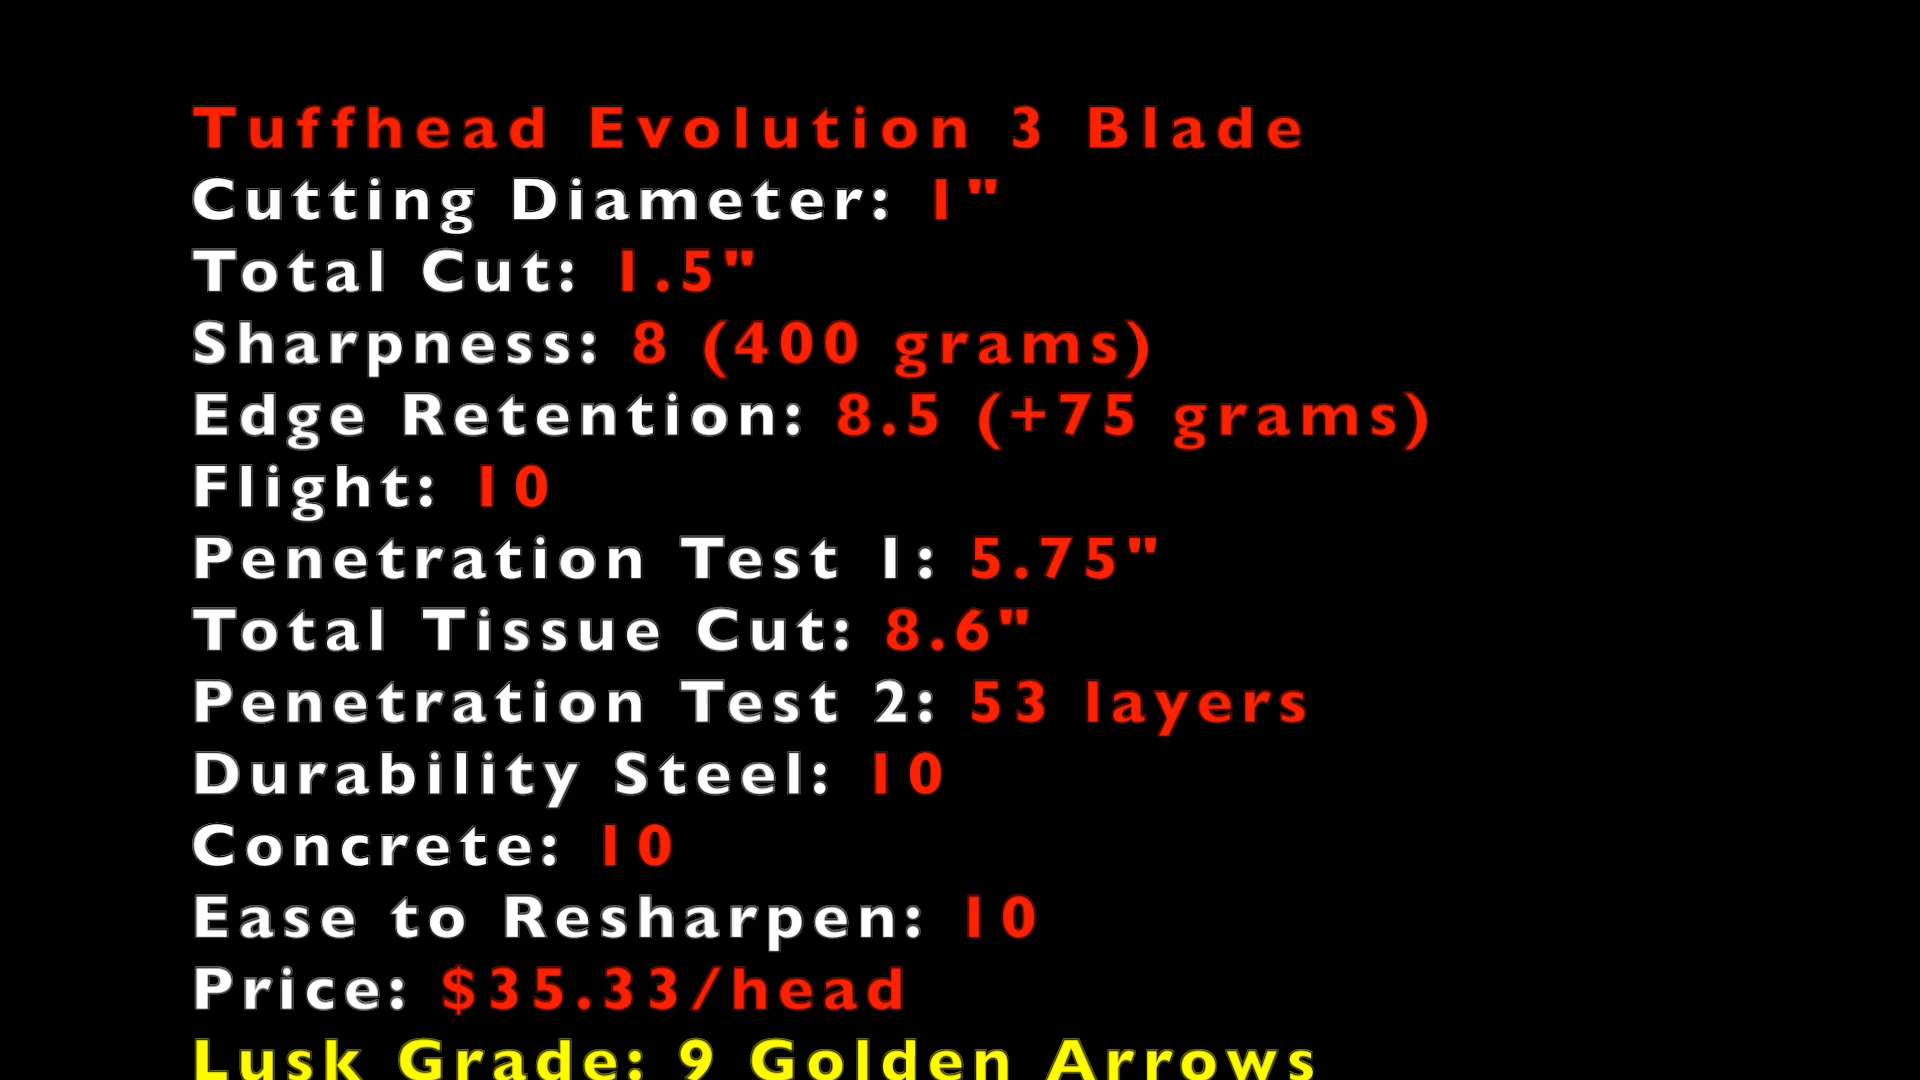 Tuffhead Evolution 3 Blade
Cutting Diameter: 1"
Total Cut: 1.5"
Sharpness: 8 (400 grams)
Edge Retention: 8.5 (+75 grams)
Flight: 10
Penetration Test 1: 5.75"
Total Tissue Cut: 8.6"
Penetration Test 2: 53 layers
Durability Steel: 10
Concrete: 10
Ease to Resharpen: 10
Price: $35.33/head
Lusk Grade: 9 Golden Arrows